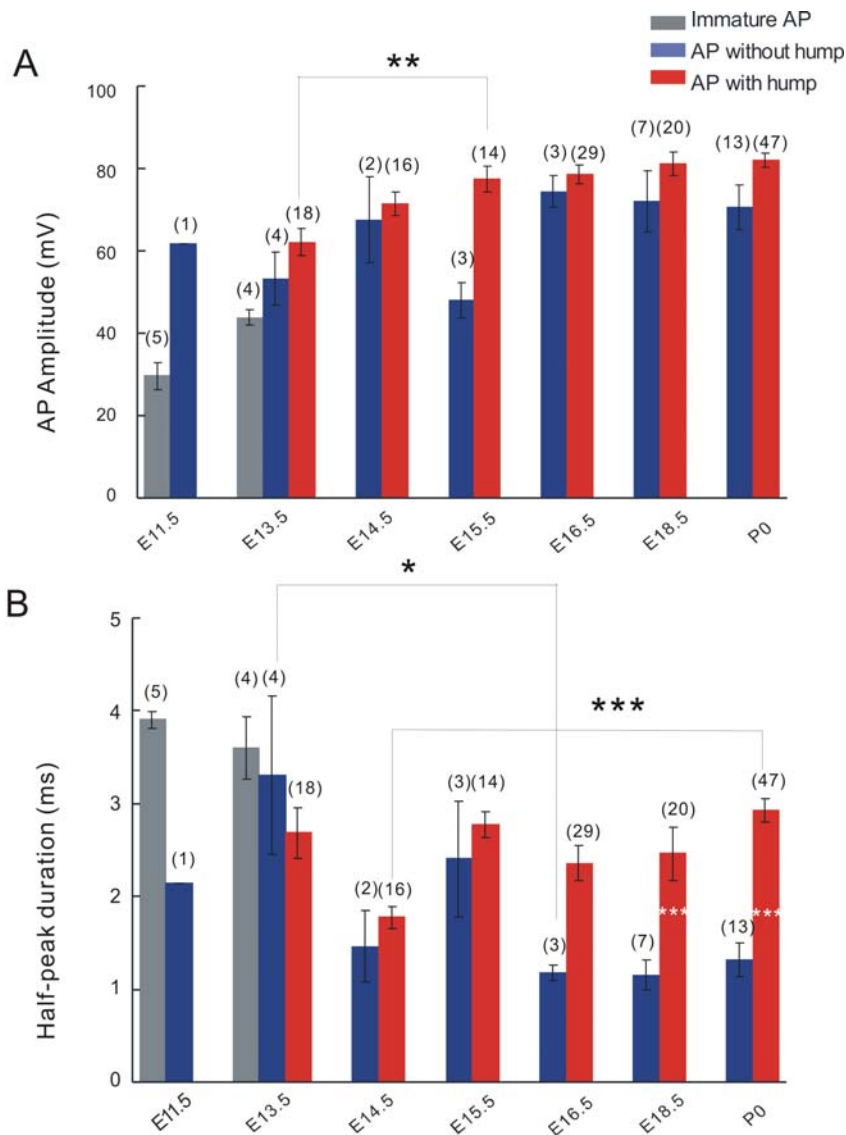 Immature AP
AP without hump
AP with hump
A
**
100
80
60
40
20
0
AP Amplitude (mV)
(5)
(1)
(4)
(4)
(18)
(2)
(16)
(3)
(14)
(3)
(29)
(7)
(20)
(13)
(47)
E11.5
E13.5
E14.5
E15.5
E16.5
E18.5
P0
B
*
***
5
4
3
2
1
0
Half-peak duration (ms)
(5)
(1)
(4)
(4)
(18)
(2)
(16)
(3)
(14)
(3)
(29)
(7)
(20)
***
(13)
(47)
***
E11.5
E13.5
E14.5
E15.5
E16.5
E18.5
P0